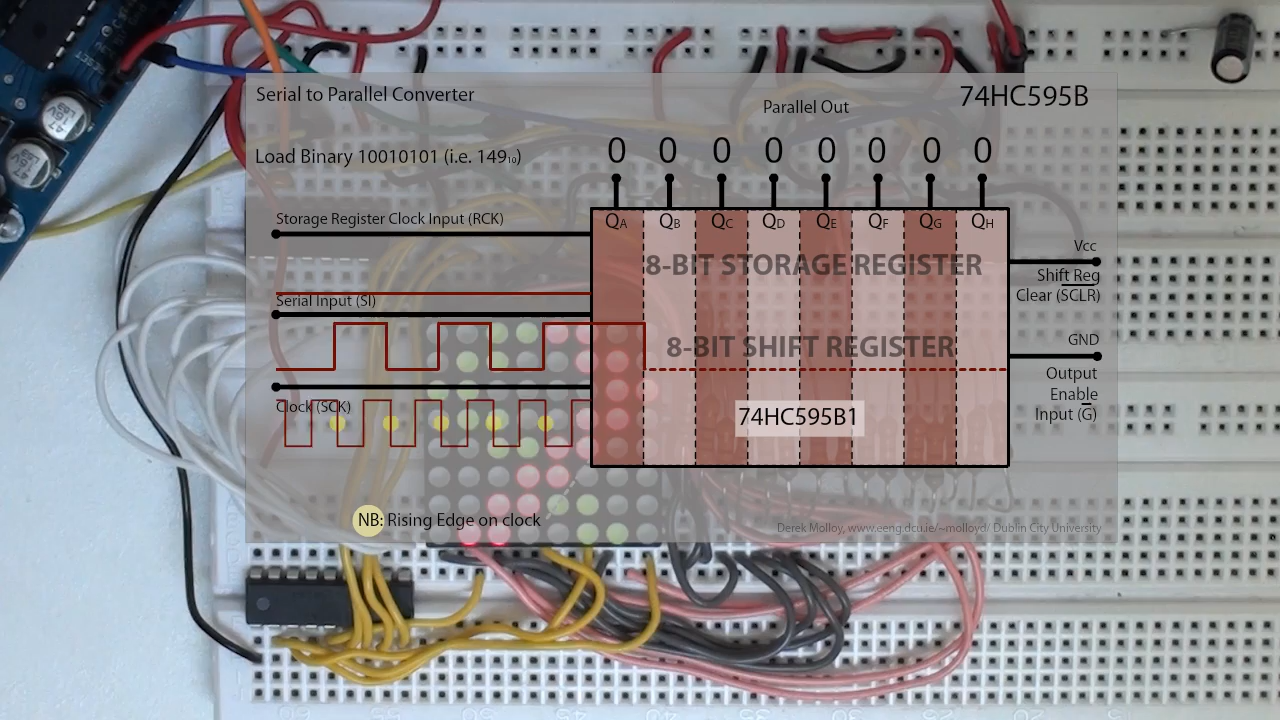 Serial to Parallel Converter
74HC595B
Parallel Out
Load Binary 10010101 (i.e. 149₁₀)
0 0 0 0 0 0 0 0
Storage Register Clock Input (RCK)
QA QB QC QD QE QF QG QH
Vcc
8-BIT STORAGE REGISTER
Shift Reg
Clear (SCLR)
Serial Input (SI)
8-BIT SHIFT REGISTER
GND
Output
Enable
Input (G)
Clock (SCK)
74HC595B1
NB: Rising Edge on clock
Derek Molloy, www.eeng.dcu.ie/~molloyd/ Dublin City University